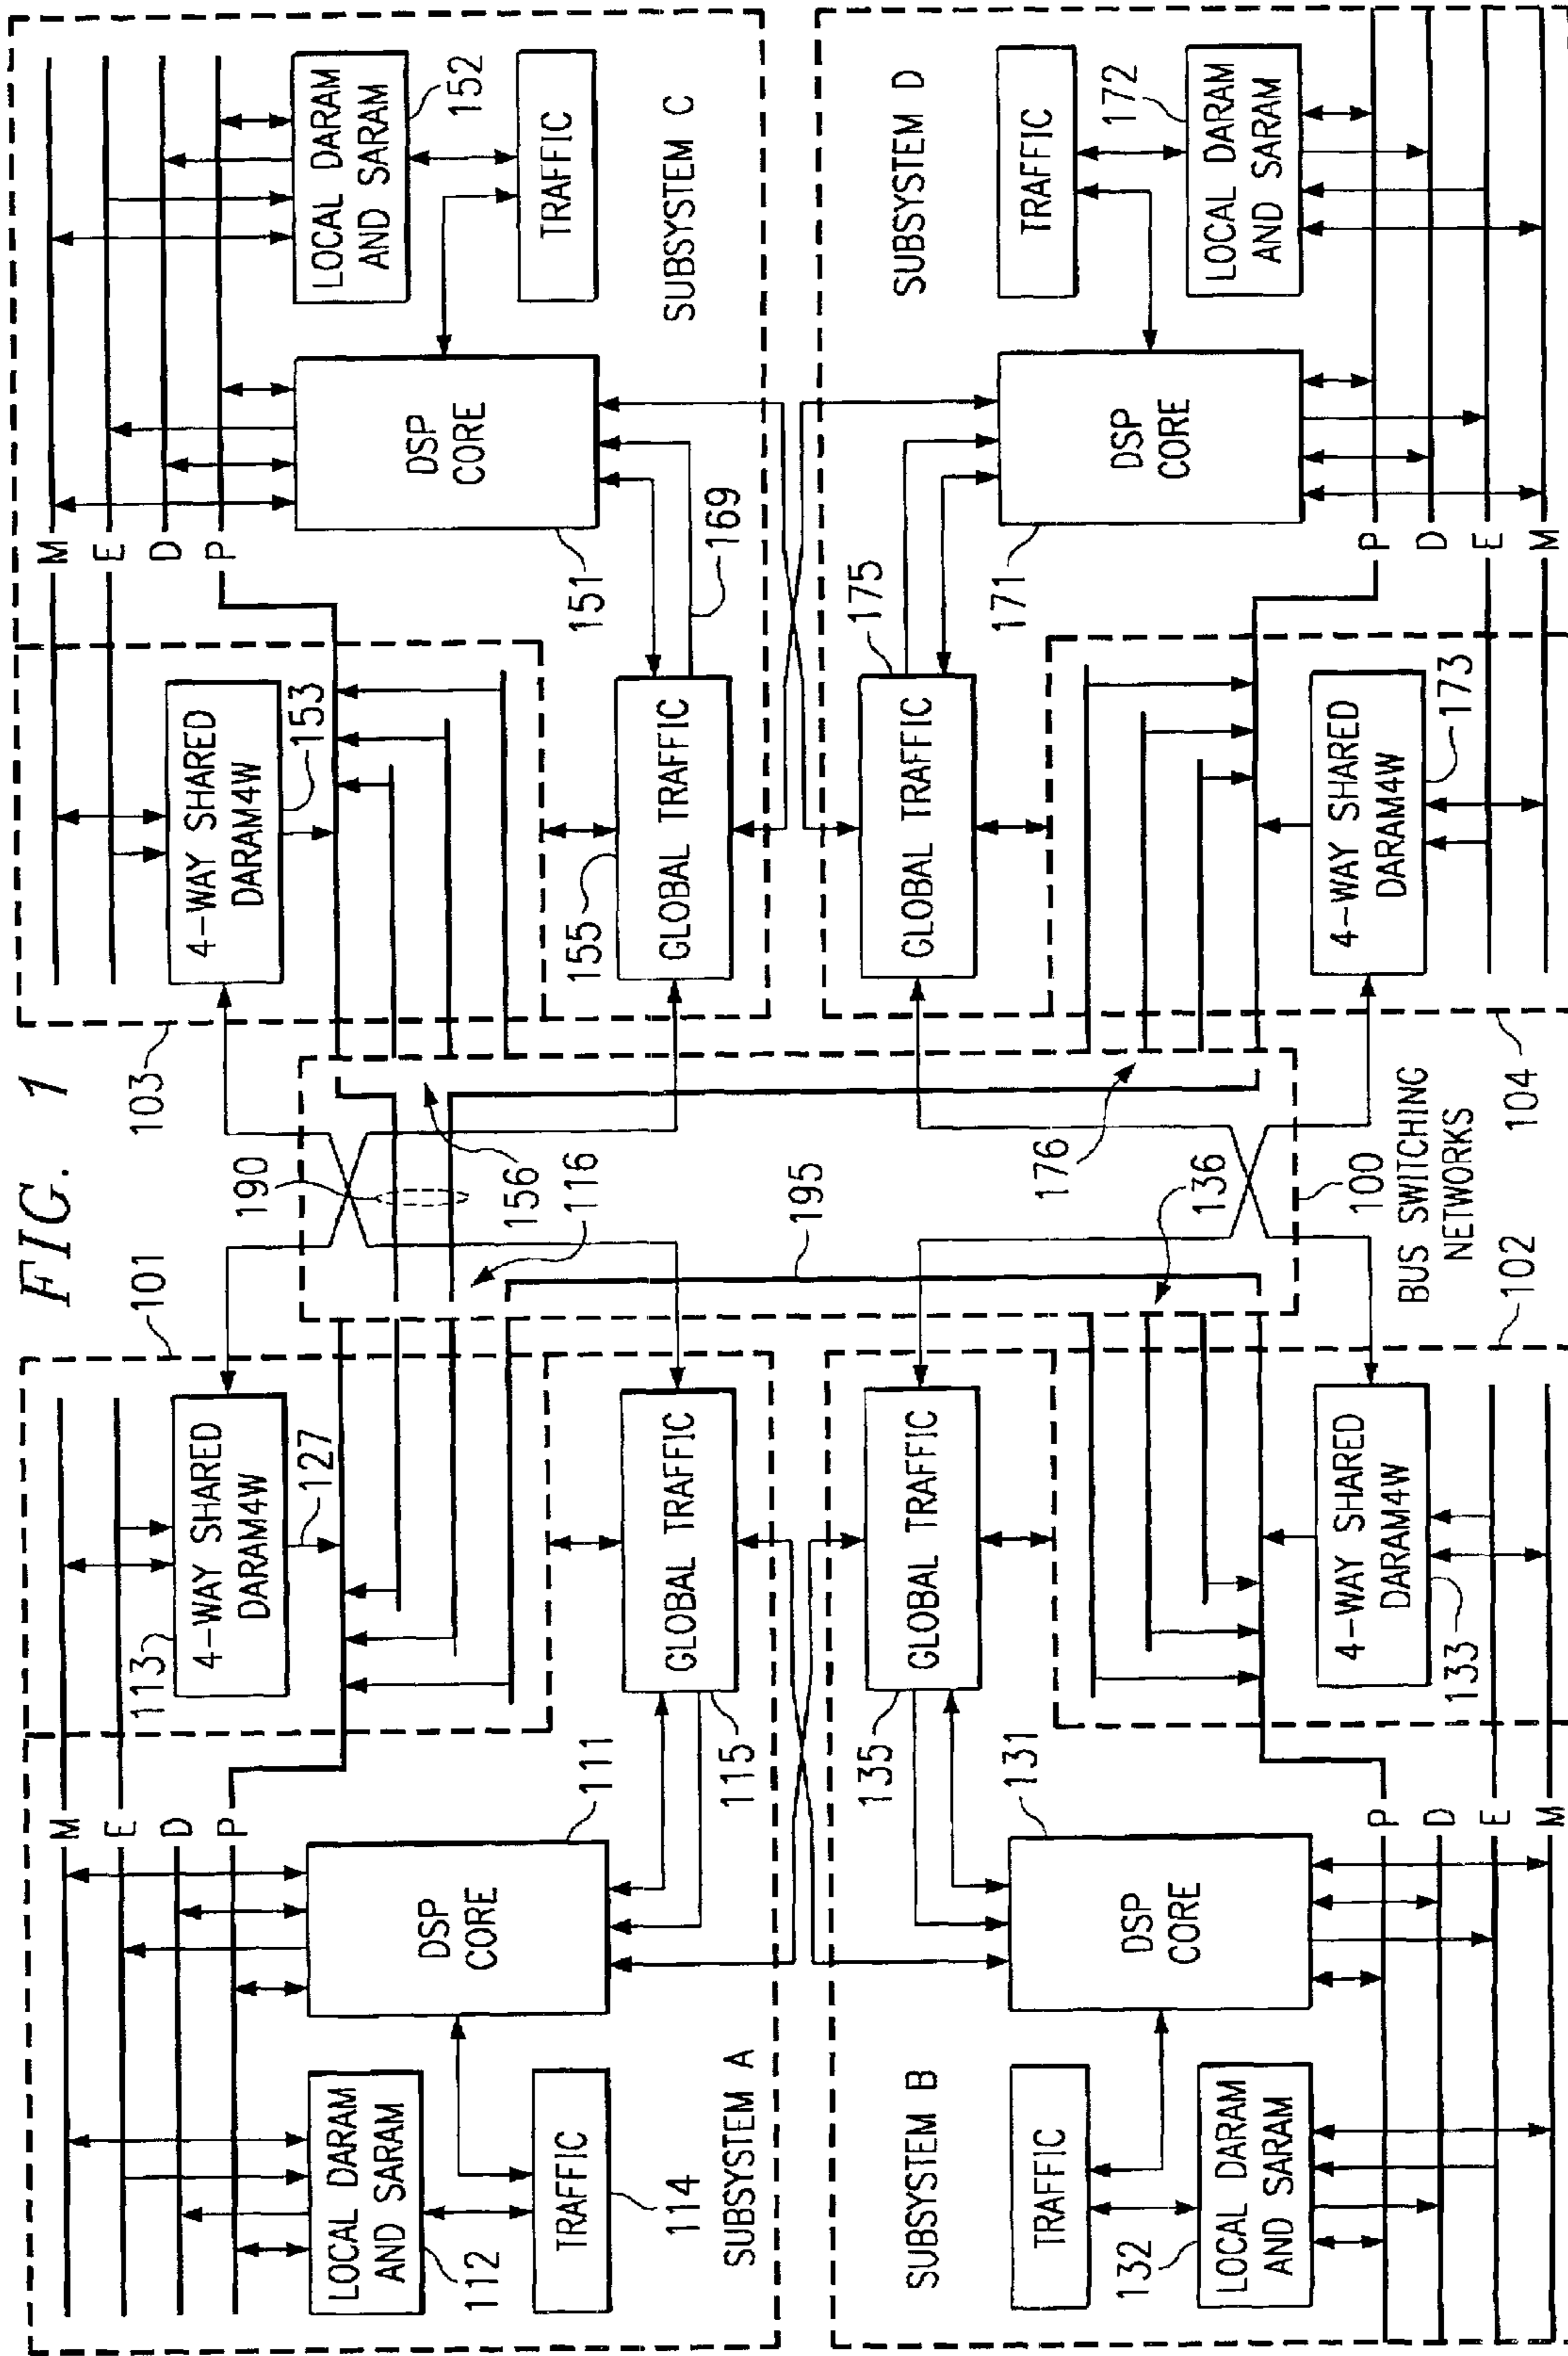 FIG. 1
101
M
E
D
P
LOCAL DARAM
AND SARAM
112
TRAFFIC
114
DSP
CORE
111
113
4-WAY SHARED
DARAM4W
127
GLOBAL TRAFFIC
115
SUBSYSTEM A
103
190
4-WAY SHARED
DARAM4W
153
M
E
D
P
LOCAL DARAM
AND SARAM
152
TRAFFIC
DSP
CORE
151
155
GLOBAL TRAFFIC
169
SUBSYSTEM C
156
116
195
176
136
100
BUS SWITCHING
NETWORKS
SUBSYSTEM B
TRAFFIC
132
LOCAL DARAM
AND SARAM
DSP
CORE
131
135
GLOBAL TRAFFIC
4-WAY SHARED
DARAM4W
133
P
D
E
M
102
SUBSYSTEM D
GLOBAL TRAFFIC
175
DSP
CORE
171
TRAFFIC
172
LOCAL DARAM
AND SARAM
4-WAY SHARED
DARAM4W
173
P
D
E
M
104